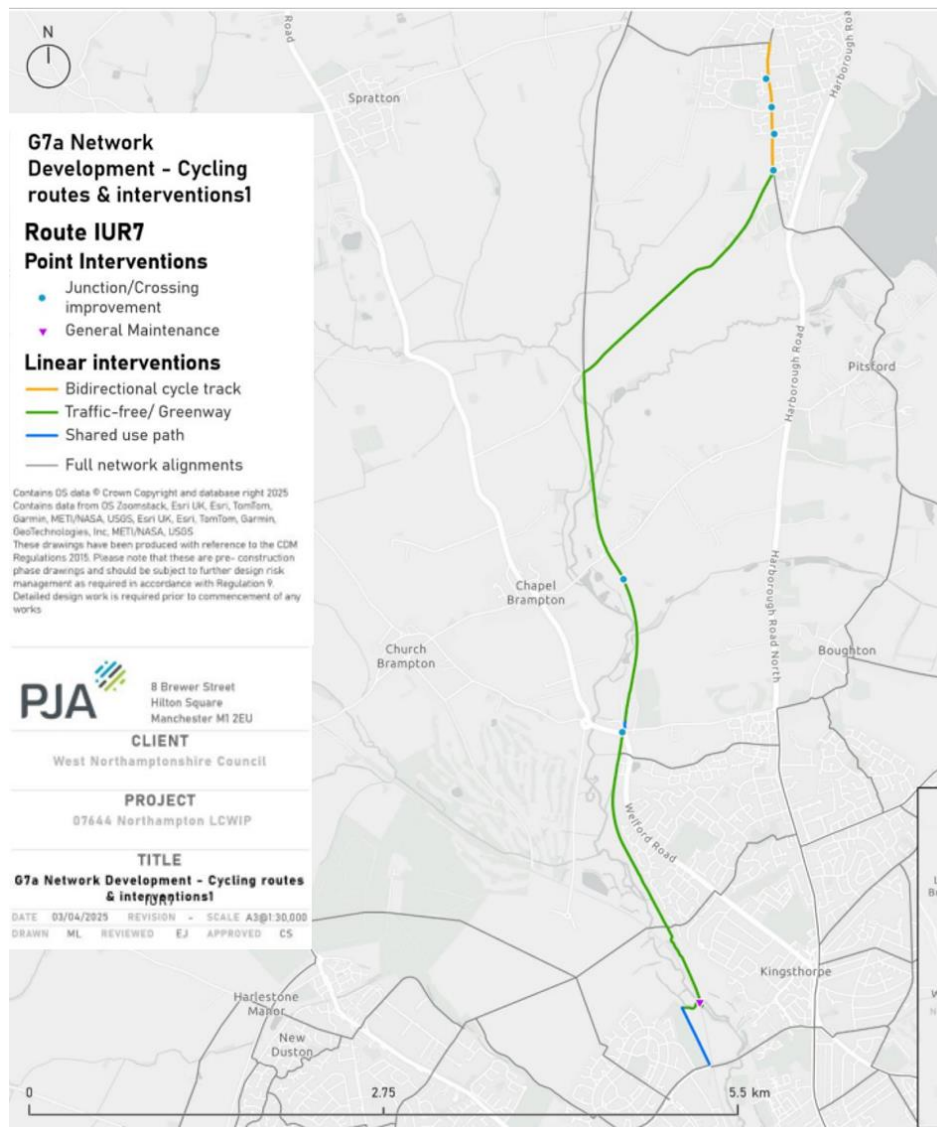 N
G7a Network
Development - Cycling
routes & interventions1
Route IUR7
Point Interventions
Junction/Crossing
improvement
General Maintenance
Linear interventions
Bidirectional cycle track
Traffic-free/ Greenway
Shared use path
Full network alignments
Contains OS data © Crown Copyright and database right 2025
Contains data from OS Zoomstack, Esri UK, Esri, TomTom,
Garmin, METI/NASA, USGS, Esri UK, Esri, TomTom, Garmin,
GeoTechnologies, Inc, METI/NASA, USGS
These drawings have been produced with reference to the CDM
Regulations 2015. Please note that these are pre- construction
phase drawings and should be subject to further design risk
management as required in accordance with Regulation 9.
Detailed design work is required prior to commencement of any
works
PJA
8 Brewer Street
Hilton Square
Manchester M1 2EU
CLIENT
West Northamptonshire Council
PROJECT
07644 Northampton LCWIP
TITLE
G7a Network Development - Cycling routes
& interventions1
IUR7
DATE 03/04/2025 REVISION - SCALE A3@1:30,000
DRAWN ML REVIEWED EJ APPROVED CS
Road
Spratton
Harborough Roa
Harborough Road
Pitsford
Chapel
Brampton
Harborough Road North
Church
Brampton
Boughton
Welford Road
Kingsthorpe
Harlestone
Manor
New
Duston
L
B
W
N
0 2.75 5.5 km